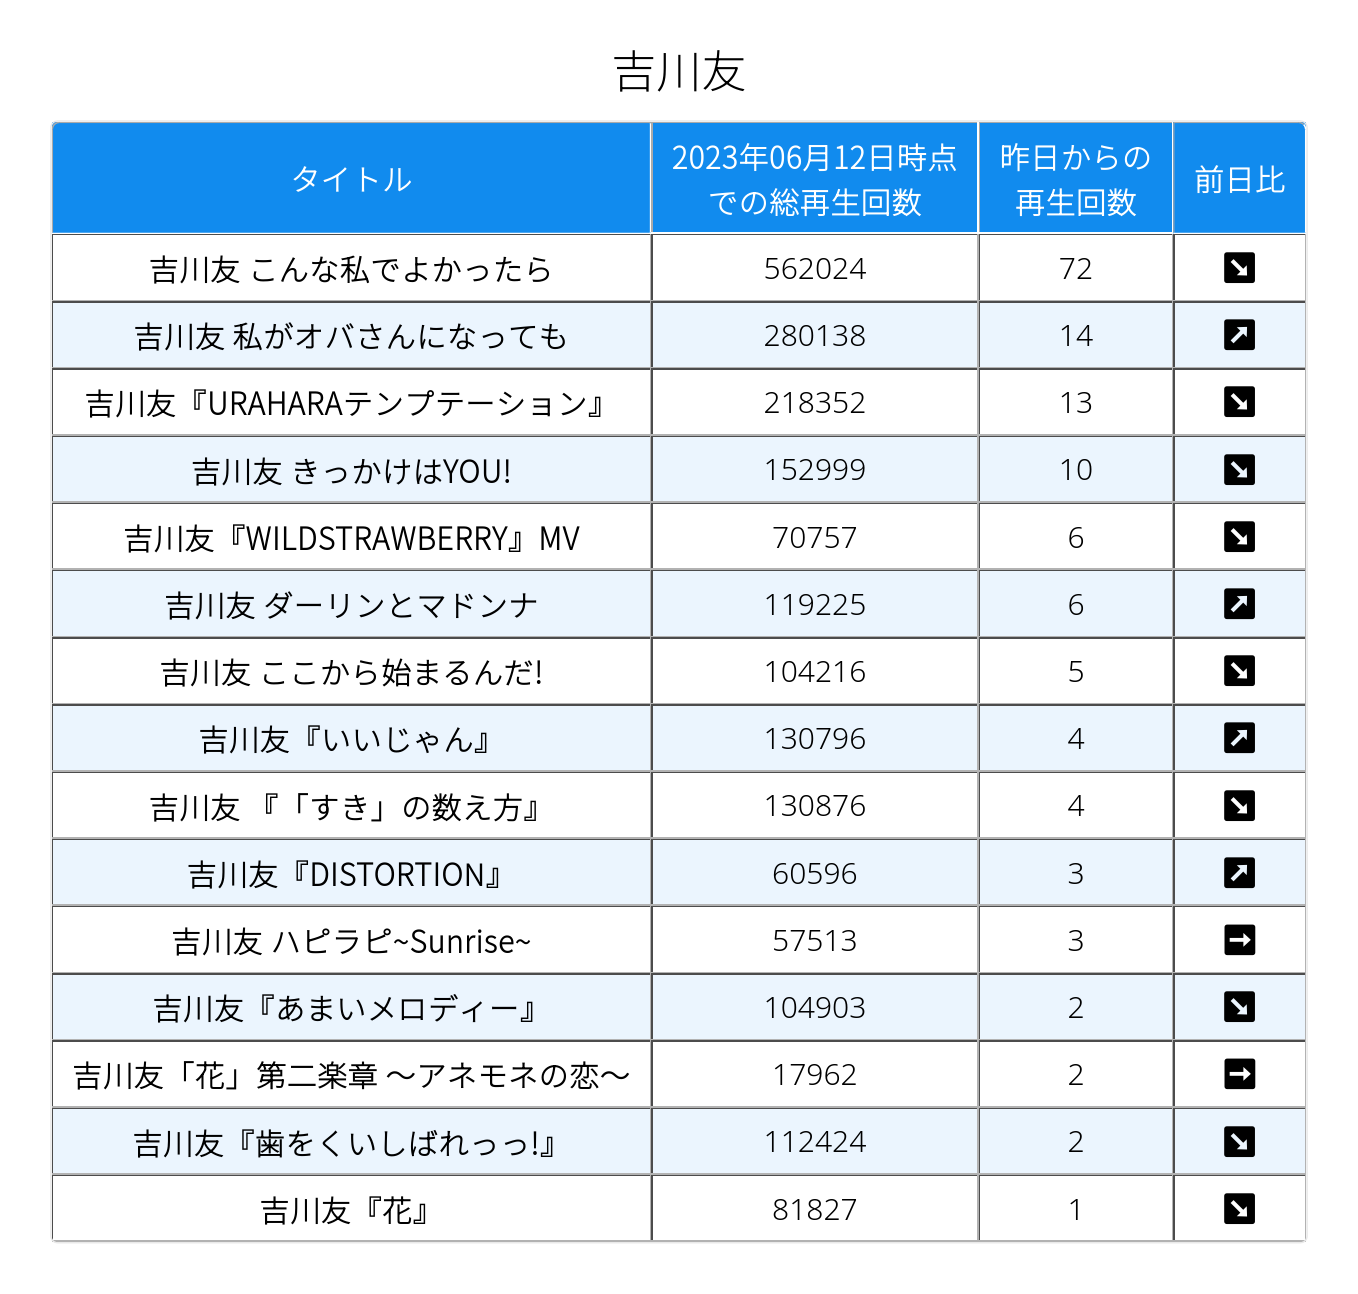 吉川友
タイトル
2023年06月12日時点
での総再生回数
昨日からの
再生回数
前日比
吉川友 こんな私でよかったら 562024 72 ↘
吉川友 私がオバさんになっても 280138 14 ↗
吉川友『URAHARAテンプテーション』 218352 13 ↘
吉川友 きっかけはYOU! 152999 10 ↘
吉川友『WILDSTRAWBERRY』MV 70757 6 ↘
吉川友 ダーリンとマドンナ 119225 6 ↗
吉川友 ここから始まるんだ! 104216 5 ↘
吉川友『いいじゃん』 130796 4 ↗
吉川友 『「すき」の数え方』 130876 4 ↘
吉川友『DISTORTION』 60596 3 ↗
吉川友 ハピラピ~Sunrise~ 57513 3 →
吉川友『あまいメロディー』 104903 2 ↘
吉川友「花」第二楽章 〜アネモネの恋〜 17962 2 →
吉川友『歯をくいしばれっっ!』 112424 2 ↘
吉川友『花』 81827 1 ↘